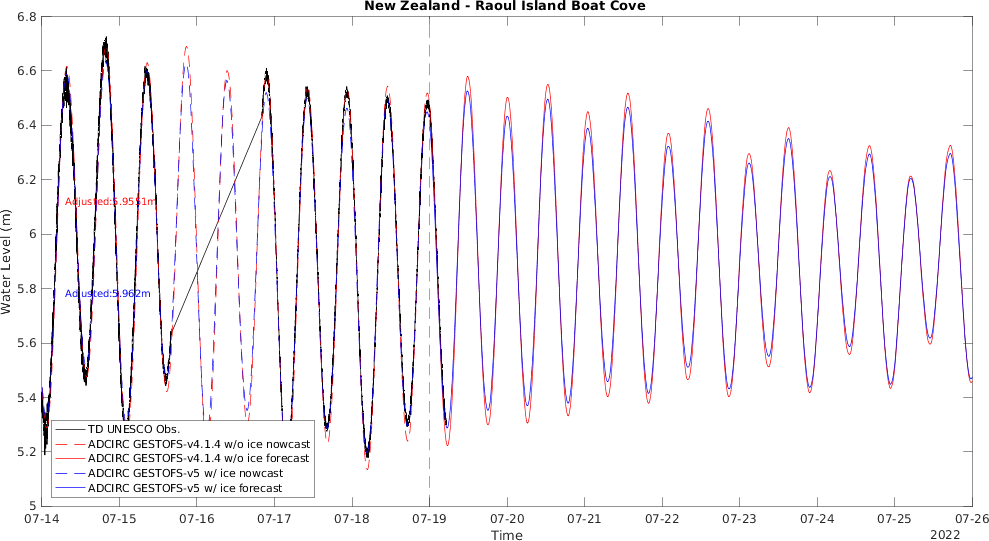 New Zealand - Raoul Island Boat Cove
6.8
6.6
6.4
6.2
6
5.8
5.6
5.4
5.2
5
Water Level (m)
Adjusted:5.9551m
Adjusted:5.962m
TD UNESCO Obs.
ADCIRC GESTOFS-v4.1.4 w/o ice nowcast
ADCIRC GESTOFS-v4.1.4 w/o ice forecast
ADCIRC GESTOFS-v5 w/ ice nowcast
ADCIRC GESTOFS-v5 w/ ice forecast
07-14 07-15 07-16 07-17 07-18 07-19 07-20 07-21 07-22 07-23 07-24 07-25 07-26
Time
2022